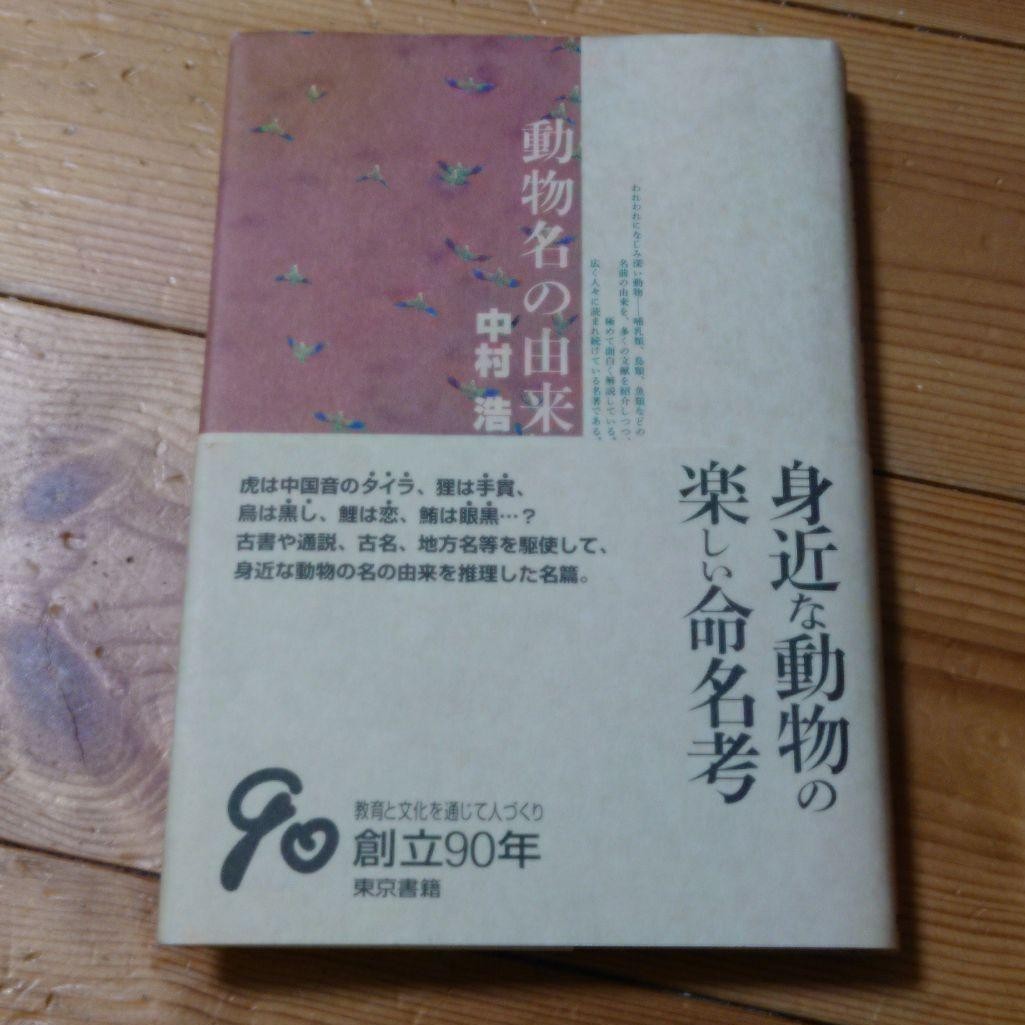 動物名の由来
中村 浩
われわれになじみ深い動物――哺乳類、鳥類、魚類などの
名前の由来を、多くの文献を紹介しつつ、
極めて面白く解説している。
広く人々に読まれ続けている名著である。
身近な動物の
楽しい命名考
虎は中国音のタイラ、狸は手貫、
烏は黒し、鯉は恋、鮪は眼黒…?
古書や通説、古名、地方名等を駆使して、
身近な動物の名の由来を推理した名篇。
90
教育と文化を通じて人づくり
創立90年
東京書籍